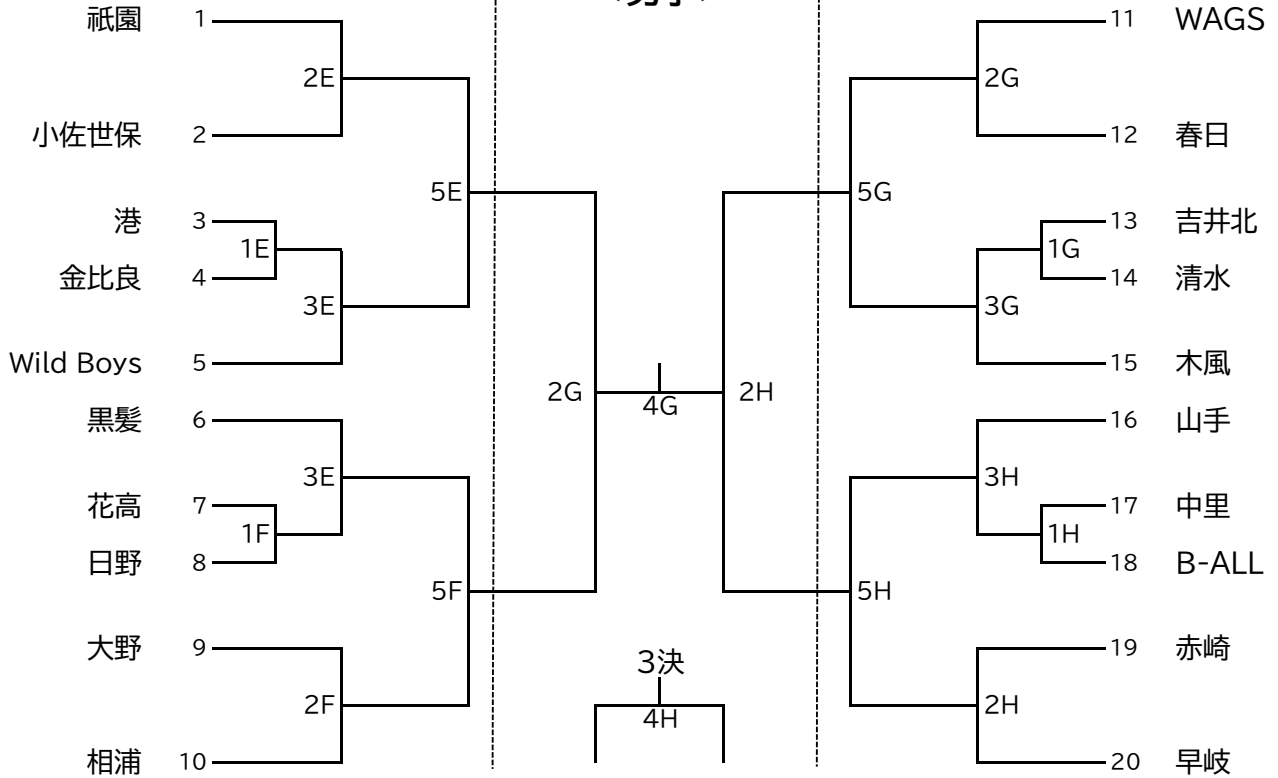 祇園 1
2E
小佐世保 2
5E
港 3
1E
金比良 4
3E
Wild Boys 5
2G
黒髪 6
3E
花高 7
1F
日野 8
5F
大野 9
2F
相浦 10
4G
3決
4H
11 WAGS
2G
12 春日
5G
13 吉井北
1G
14 清水
3G
15 木風
2H
16 山手
3H
17 中里
1H
18 B-ALL
5H
19 赤崎
2H
20 早岐